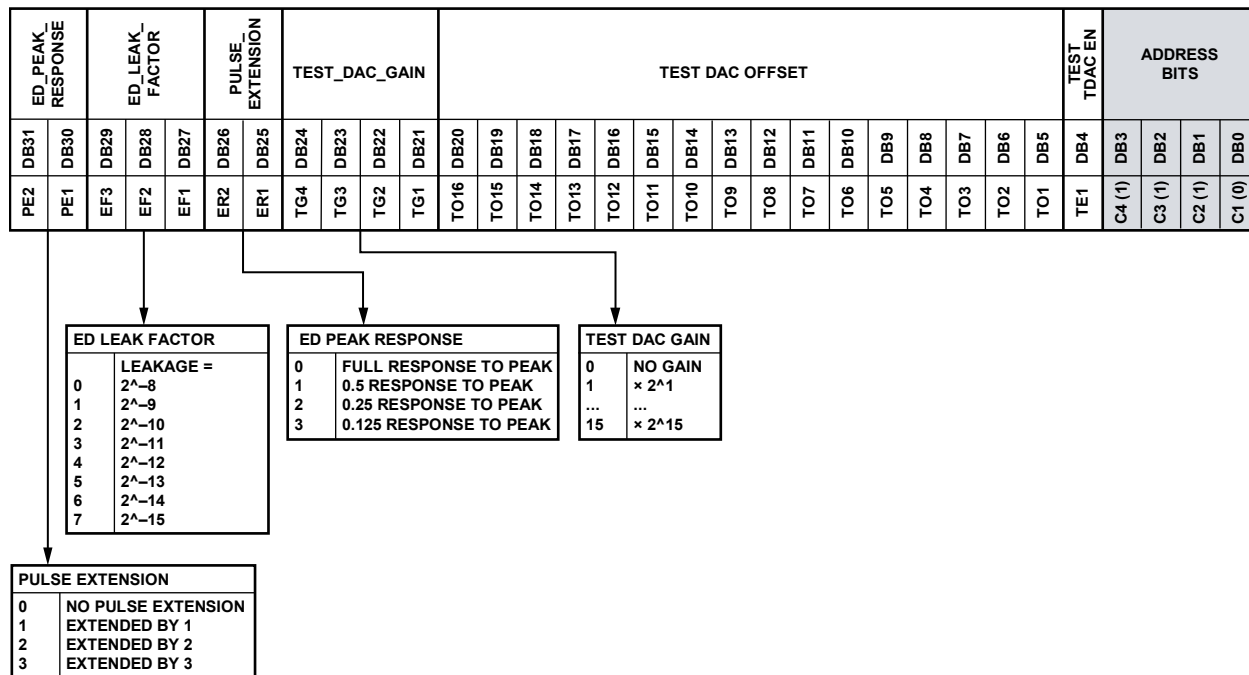 ED_PEAK_
RESPONSE
ED_LEAK_
FACTOR
PULSE_
EXTENSION
TEST_DAC_GAIN
TEST DAC OFFSET
TEST
TDAC EN
ADDRESS
BITS
DB31 DB30 DB29 DB28 DB27 DB26 DB25 DB24 DB23 DB22 DB21 DB20 DB19 DB18 DB17 DB16 DB15 DB14 DB13 DB12 DB11 DB10 DB9 DB8 DB7 DB6 DB5 DB4 DB3 DB2 DB1 DB0
PE2 PE1 EF3 EF2 EF1 ER2 ER1 TG4 TG3 TG2 TG1 TO16 TO15 TO14 TO13 TO12 TO11 TO10 TO9 TO8 TO7 TO6 TO5 TO4 TO3 TO2 TO1 TE1 C4 (1) C3 (1) C2 (1) C1 (0)
ED LEAK FACTOR
LEAKAGE =
0 2^–8
1 2^–9
2 2^–10
3 2^–11
4 2^–12
5 2^–13
6 2^–14
7 2^–15
ED PEAK RESPONSE
0 FULL RESPONSE TO PEAK
1 0.5 RESPONSE TO PEAK
2 0.25 RESPONSE TO PEAK
3 0.125 RESPONSE TO PEAK
TEST DAC GAIN
0 NO GAIN
1 × 2^1
... ...
15 × 2^15
PULSE EXTENSION
0 NO PULSE EXTENSION
1 EXTENDED BY 1
2 EXTENDED BY 2
3 EXTENDED BY 3